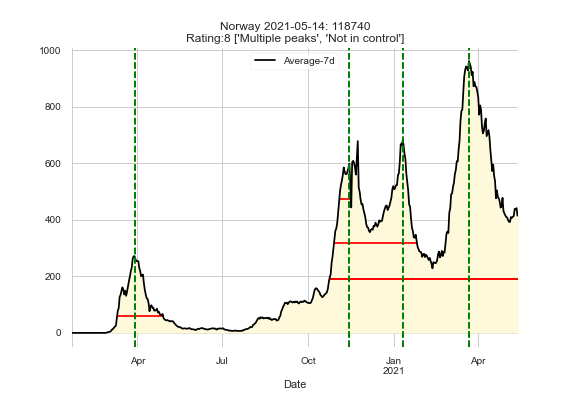 Norway 2021-05-14: 118740
Rating:8 ['Multiple peaks', 'Not in control']
Average-7d
1000
800
600
400
200
0
Apr
Jul
Oct
Jan
2021
Apr
Date